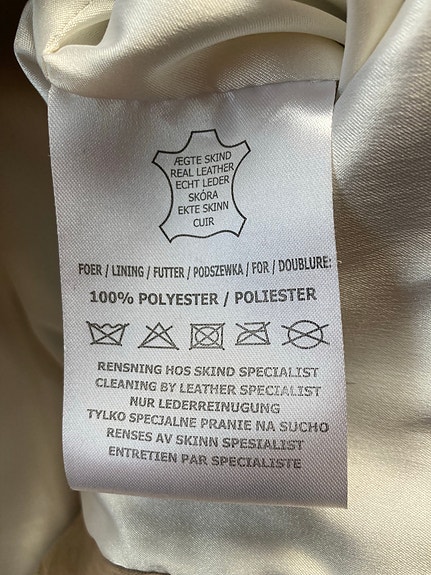 ÆGTE SKIND
REAL LEATHER
ECHT LEDER
SKÓRA
EKTE SKINN
CUIR
FOER / LINING / FUTTER / PODSZEWKA / FOR / DOUBLURE:
100% POLYESTER / POLIESTER
RENSNING HOS SKIND SPECIALIST
CLEANING BY LEATHER SPECIALIST
NUR LEDERREINUGUNG
TYLKO SPECJALNE PRANIE NA SUCHO
RENSES AV SKINN SPESIALIST
ENTRETIEN PAR SPECIALISTE